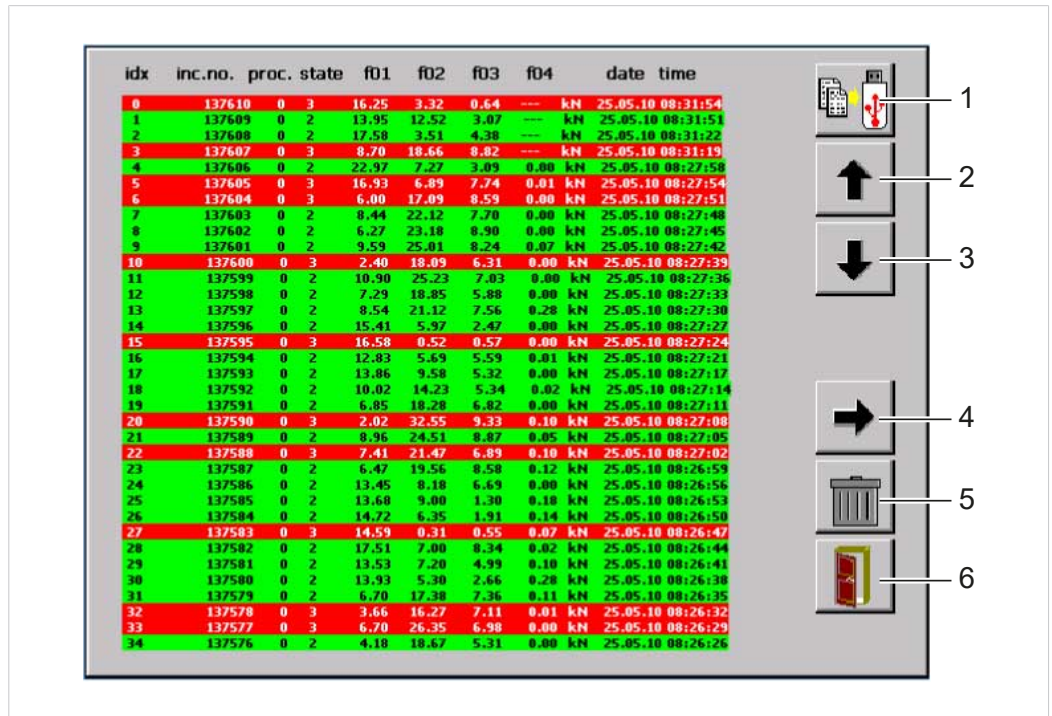 idx inc.no. proc. state f01 f02 f03 f04 date time
0 137610 0 3 16.25 3.32 0.64 --- kN 25.05.10 08:31:54
1 137609 0 2 13.95 12.52 3.07 --- kN 25.05.10 08:31:51
2 137608 0 2 17.58 3.51 4.38 --- kN 25.05.10 08:31:22
3 137607 0 3 8.70 18.66 8.82 --- kN 25.05.10 08:31:19
4 137606 0 2 22.97 7.27 3.09 0.00 kN 25.05.10 08:27:58
5 137605 0 3 16.93 6.89 7.74 0.01 kN 25.05.10 08:27:54
6 137604 0 3 6.00 17.09 8.59 0.00 kN 25.05.10 08:27:51
7 137603 0 2 8.44 22.12 7.70 0.00 kN 25.05.10 08:27:48
8 137602 0 2 6.27 23.18 8.90 0.00 kN 25.05.10 08:27:45
9 137601 0 2 9.59 25.01 8.24 0.07 kN 25.05.10 08:27:42
10 137600 0 3 2.40 18.09 6.31 0.00 kN 25.05.10 08:27:39
11 137599 0 2 10.90 25.23 7.03 0.00 kN 25.05.10 08:27:36
12 137598 0 2 7.29 18.85 5.88 0.00 kN 25.05.10 08:27:33
13 137597 0 2 8.54 21.12 7.56 0.28 kN 25.05.10 08:27:30
14 137596 0 2 15.41 5.97 2.47 0.00 kN 25.05.10 08:27:27
15 137595 0 3 16.58 0.52 0.57 0.00 kN 25.05.10 08:27:24
16 137594 0 2 12.83 5.69 5.59 0.01 kN 25.05.10 08:27:21
17 137593 0 2 13.86 9.58 5.32 0.00 kN 25.05.10 08:27:17
18 137592 0 2 10.02 14.23 5.34 0.02 kN 25.05.10 08:27:14
19 137591 0 2 6.85 18.28 6.82 0.00 kN 25.05.10 08:27:11
20 137590 0 3 2.02 32.55 9.33 0.10 kN 25.05.10 08:27:08
21 137589 0 2 8.96 24.51 8.87 0.05 kN 25.05.10 08:27:05
22 137588 0 3 7.41 21.47 6.89 0.10 kN 25.05.10 08:27:02
23 137587 0 2 6.47 19.56 8.58 0.12 kN 25.05.10 08:26:59
24 137586 0 2 13.45 8.18 6.69 0.00 kN 25.05.10 08:26:56
25 137585 0 2 13.68 9.00 1.30 0.18 kN 25.05.10 08:26:53
26 137584 0 2 14.72 6.35 1.91 0.14 kN 25.05.10 08:26:50
27 137583 0 3 14.59 0.31 0.55 0.07 kN 25.05.10 08:26:47
28 137582 0 2 17.51 7.00 8.34 0.02 kN 25.05.10 08:26:44
29 137581 0 2 13.53 7.20 4.99 0.10 kN 25.05.10 08:26:41
30 137580 0 2 13.93 5.30 2.66 0.28 kN 25.05.10 08:26:38
31 137579 0 2 6.70 17.38 7.36 0.11 kN 25.05.10 08:26:35
32 137578 0 3 3.66 16.27 7.11 0.01 kN 25.05.10 08:26:32
33 137577 0 3 6.70 26.35 6.98 0.00 kN 25.05.10 08:26:29
34 137576 0 2 4.18 18.67 5.31 0.00 kN 25.05.10 08:26:26
1
2
3
4
5
6